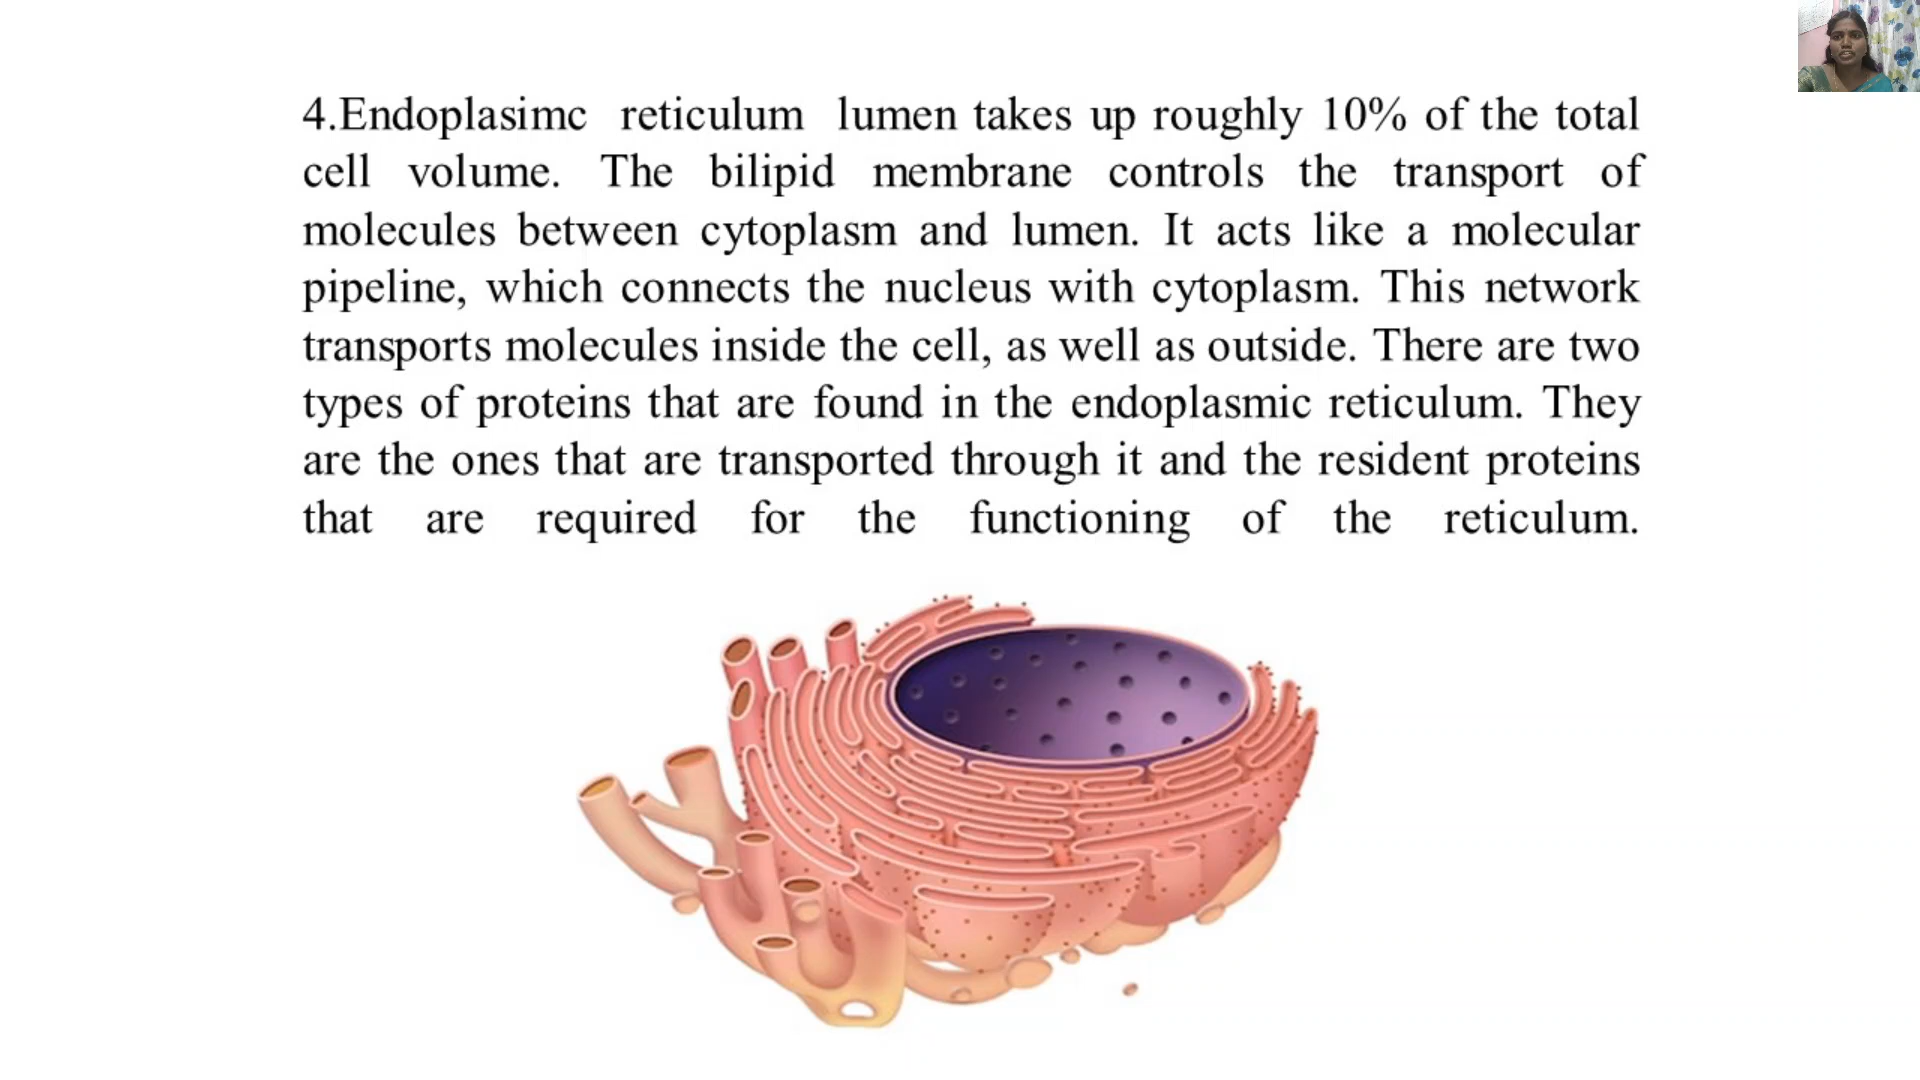 4.Endoplasimc reticulum lumen takes up roughly 10% of the total
cell volume. The bilipid membrane controls the transport of
molecules between cytoplasm and lumen. It acts like a molecular
pipeline, which connects the nucleus with cytoplasm. This network
transports molecules inside the cell, as well as outside. There are two
types of proteins that are found in the endoplasmic reticulum. They
are the ones that are transported through it and the resident proteins
that are required for the functioning of the reticulum.